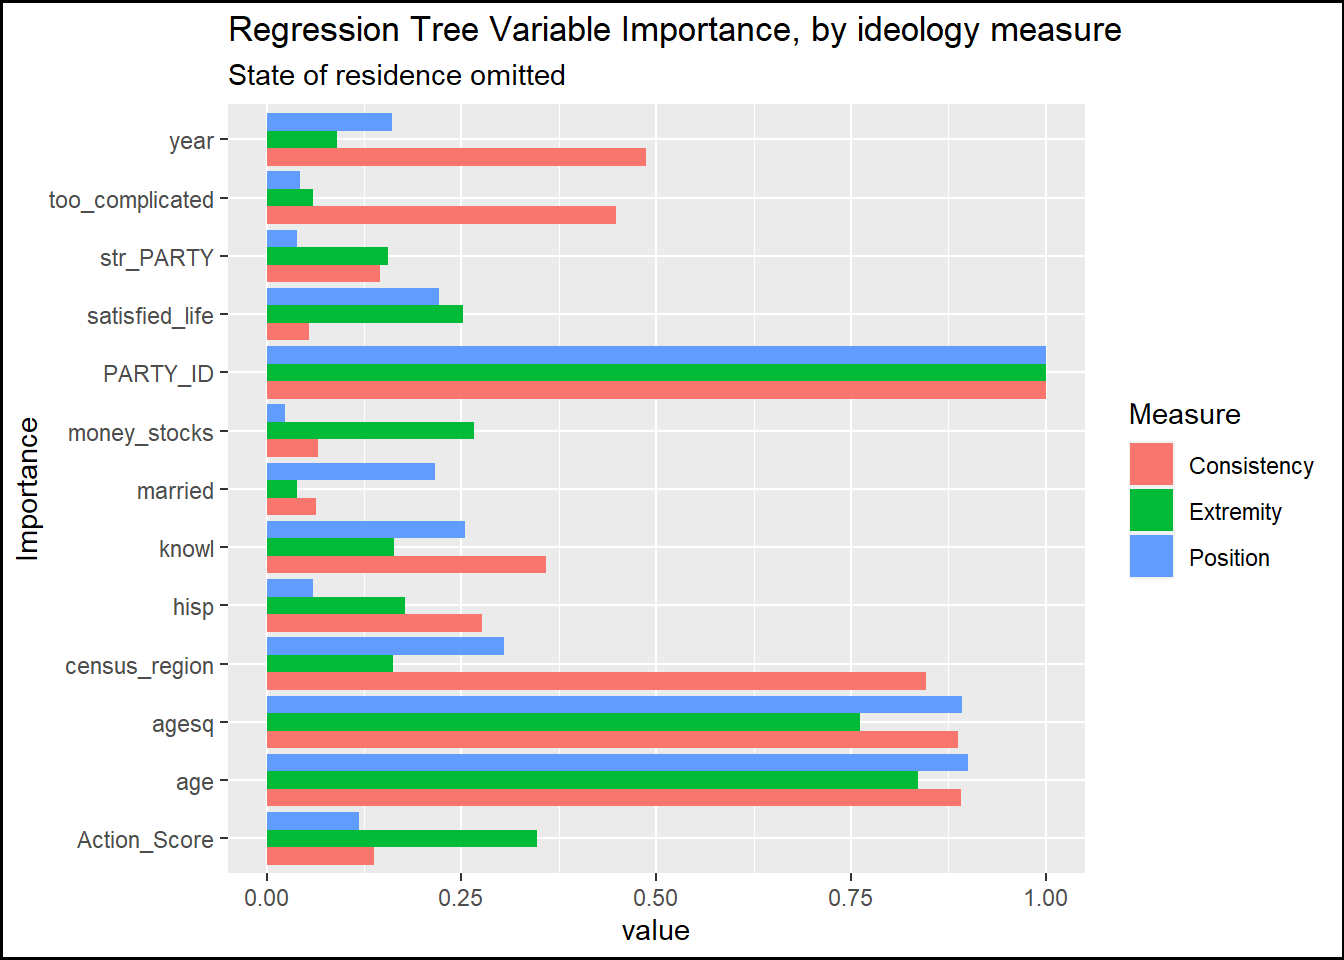 Regression Tree Variable Importance, by ideology measure
State of residence omitted
year
too_complicated
str_PARTY
satisfied_life
PARTY_ID
money_stocks
married
knowl
hisp
census_region
agesq
age
Action_Score
Importance
0.00 0.25 0.50 0.75 1.00
value
Measure
Consistency
Extremity
Position